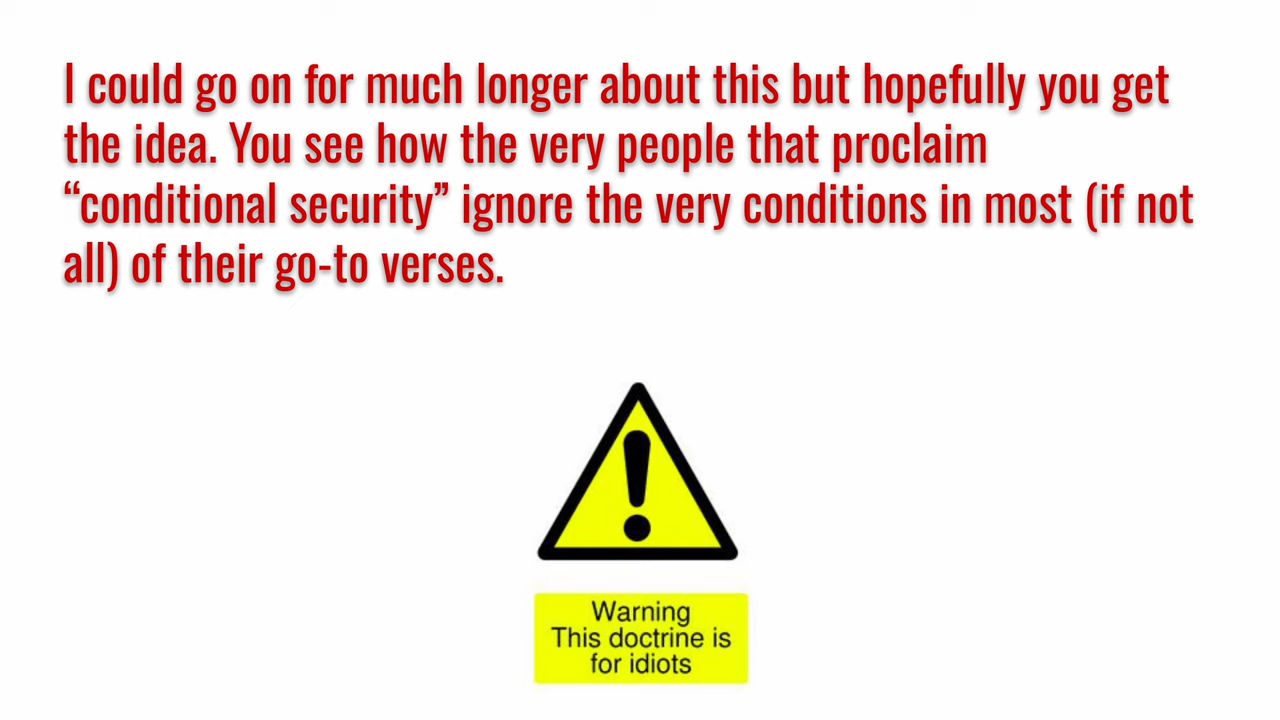 I could go on for much longer about this but hopefully you get
the idea. You see how the very people that proclaim
“conditional security” ignore the very conditions in most (if not
all) of their go-to verses.
Warning
This doctrine is
for idiots